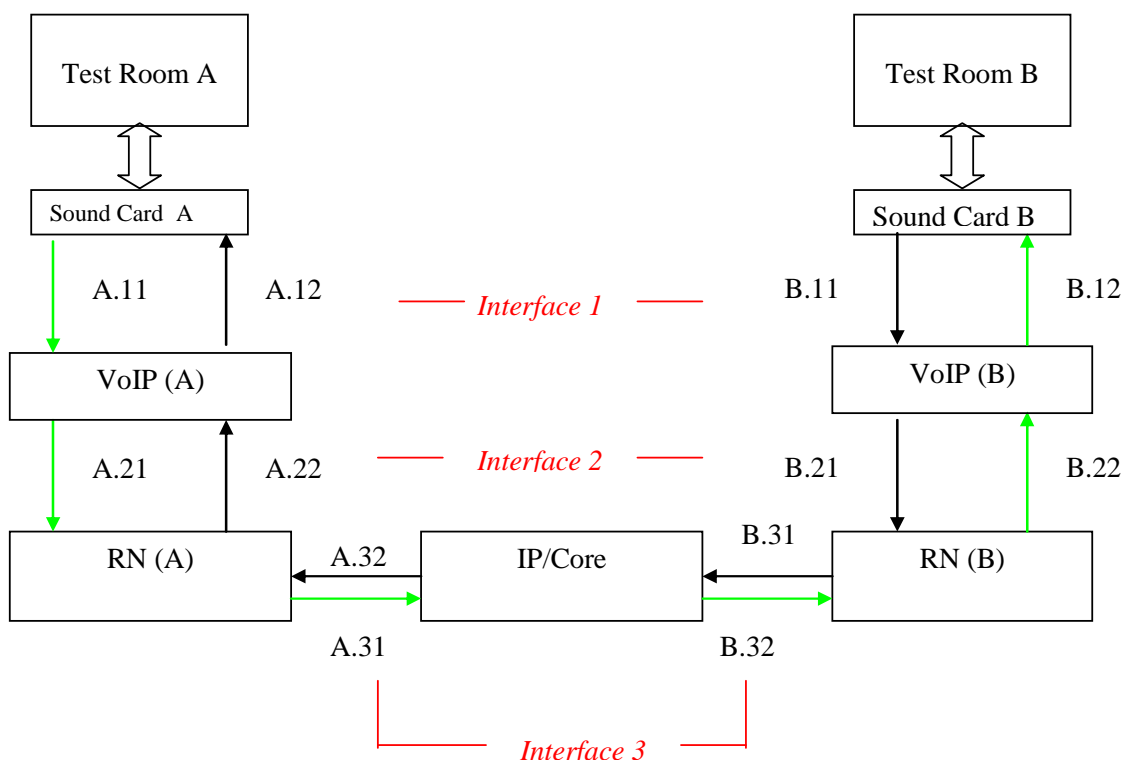 Test Room A
Test Room B
Sound Card A
Sound Card B
A.11
A.12
Interface 1
B.11
B.12
VoIP (A)
VoIP (B)
A.21
A.22
Interface 2
B.21
B.22
RN (A)
A.32
IP/Core
B.31
RN (B)
A.31
B.32
Interface 3